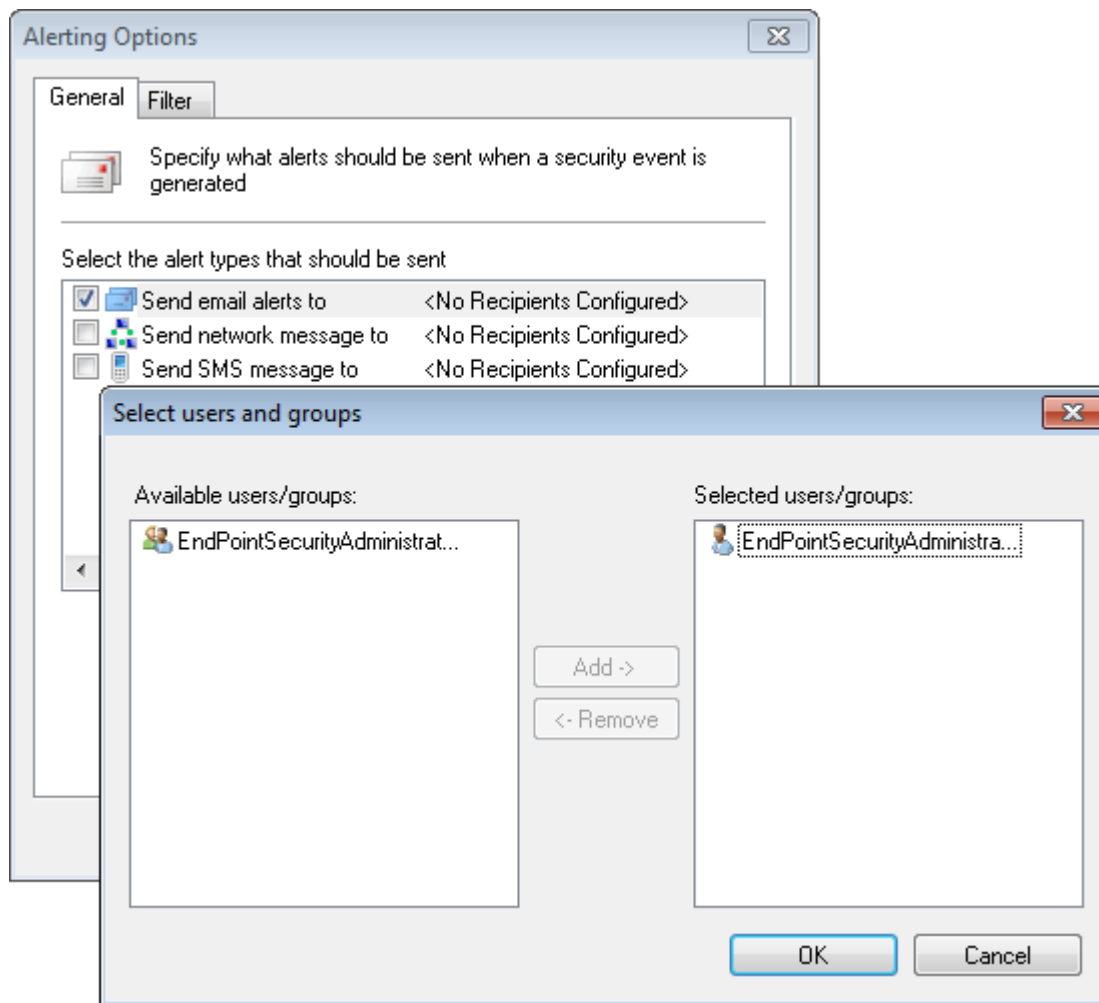 Alerting Options
General
Filter
Specify what alerts should be sent when a security event is
generated
Select the alert types that should be sent
Send email alerts to <No Recipients Configured>
Send network message to <No Recipients Configured>
Send SMS message to <No Recipients Configured>
Select users and groups
Available users/groups:
EndPointSecurityAdministrat...
Selected users/groups:
EndPointSecurityAdministra...
Add ->
<- Remove
OK
Cancel